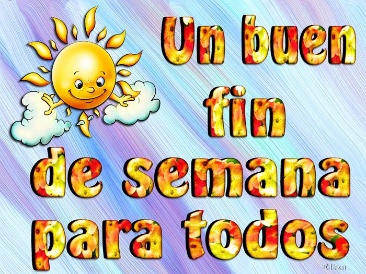 Un buen
fin
de semana
para todos